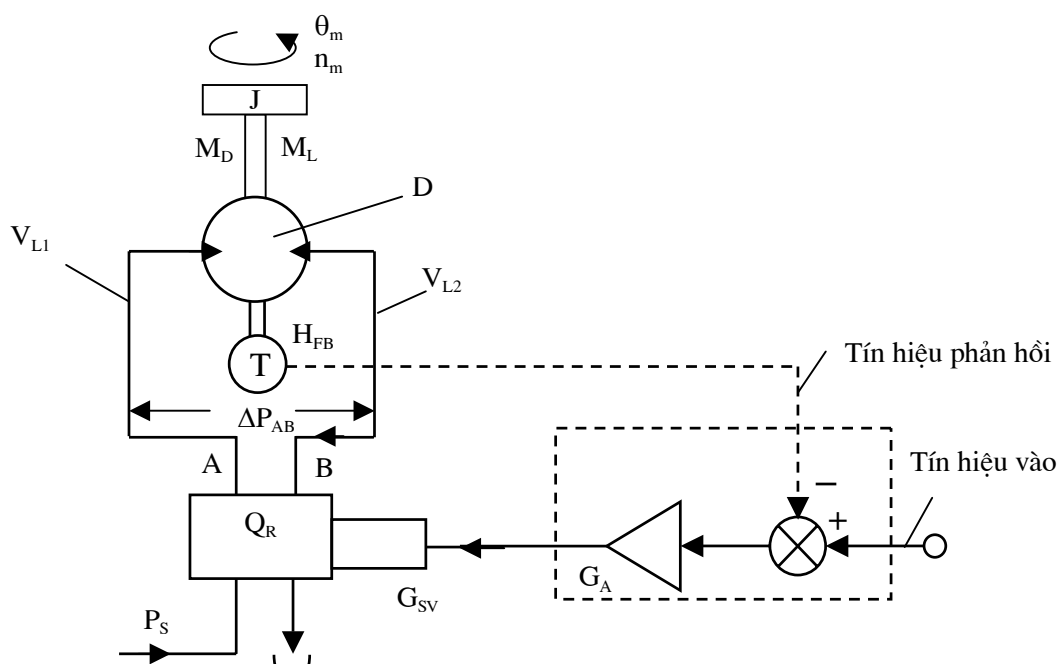 θm
nm
J
MD ML
D
VL1
VL2
HFB
T
Tín hiệu phản hồi
ΔPAB
A
B
Tín hiệu vào
−
+
QR
GA
GSV
PS